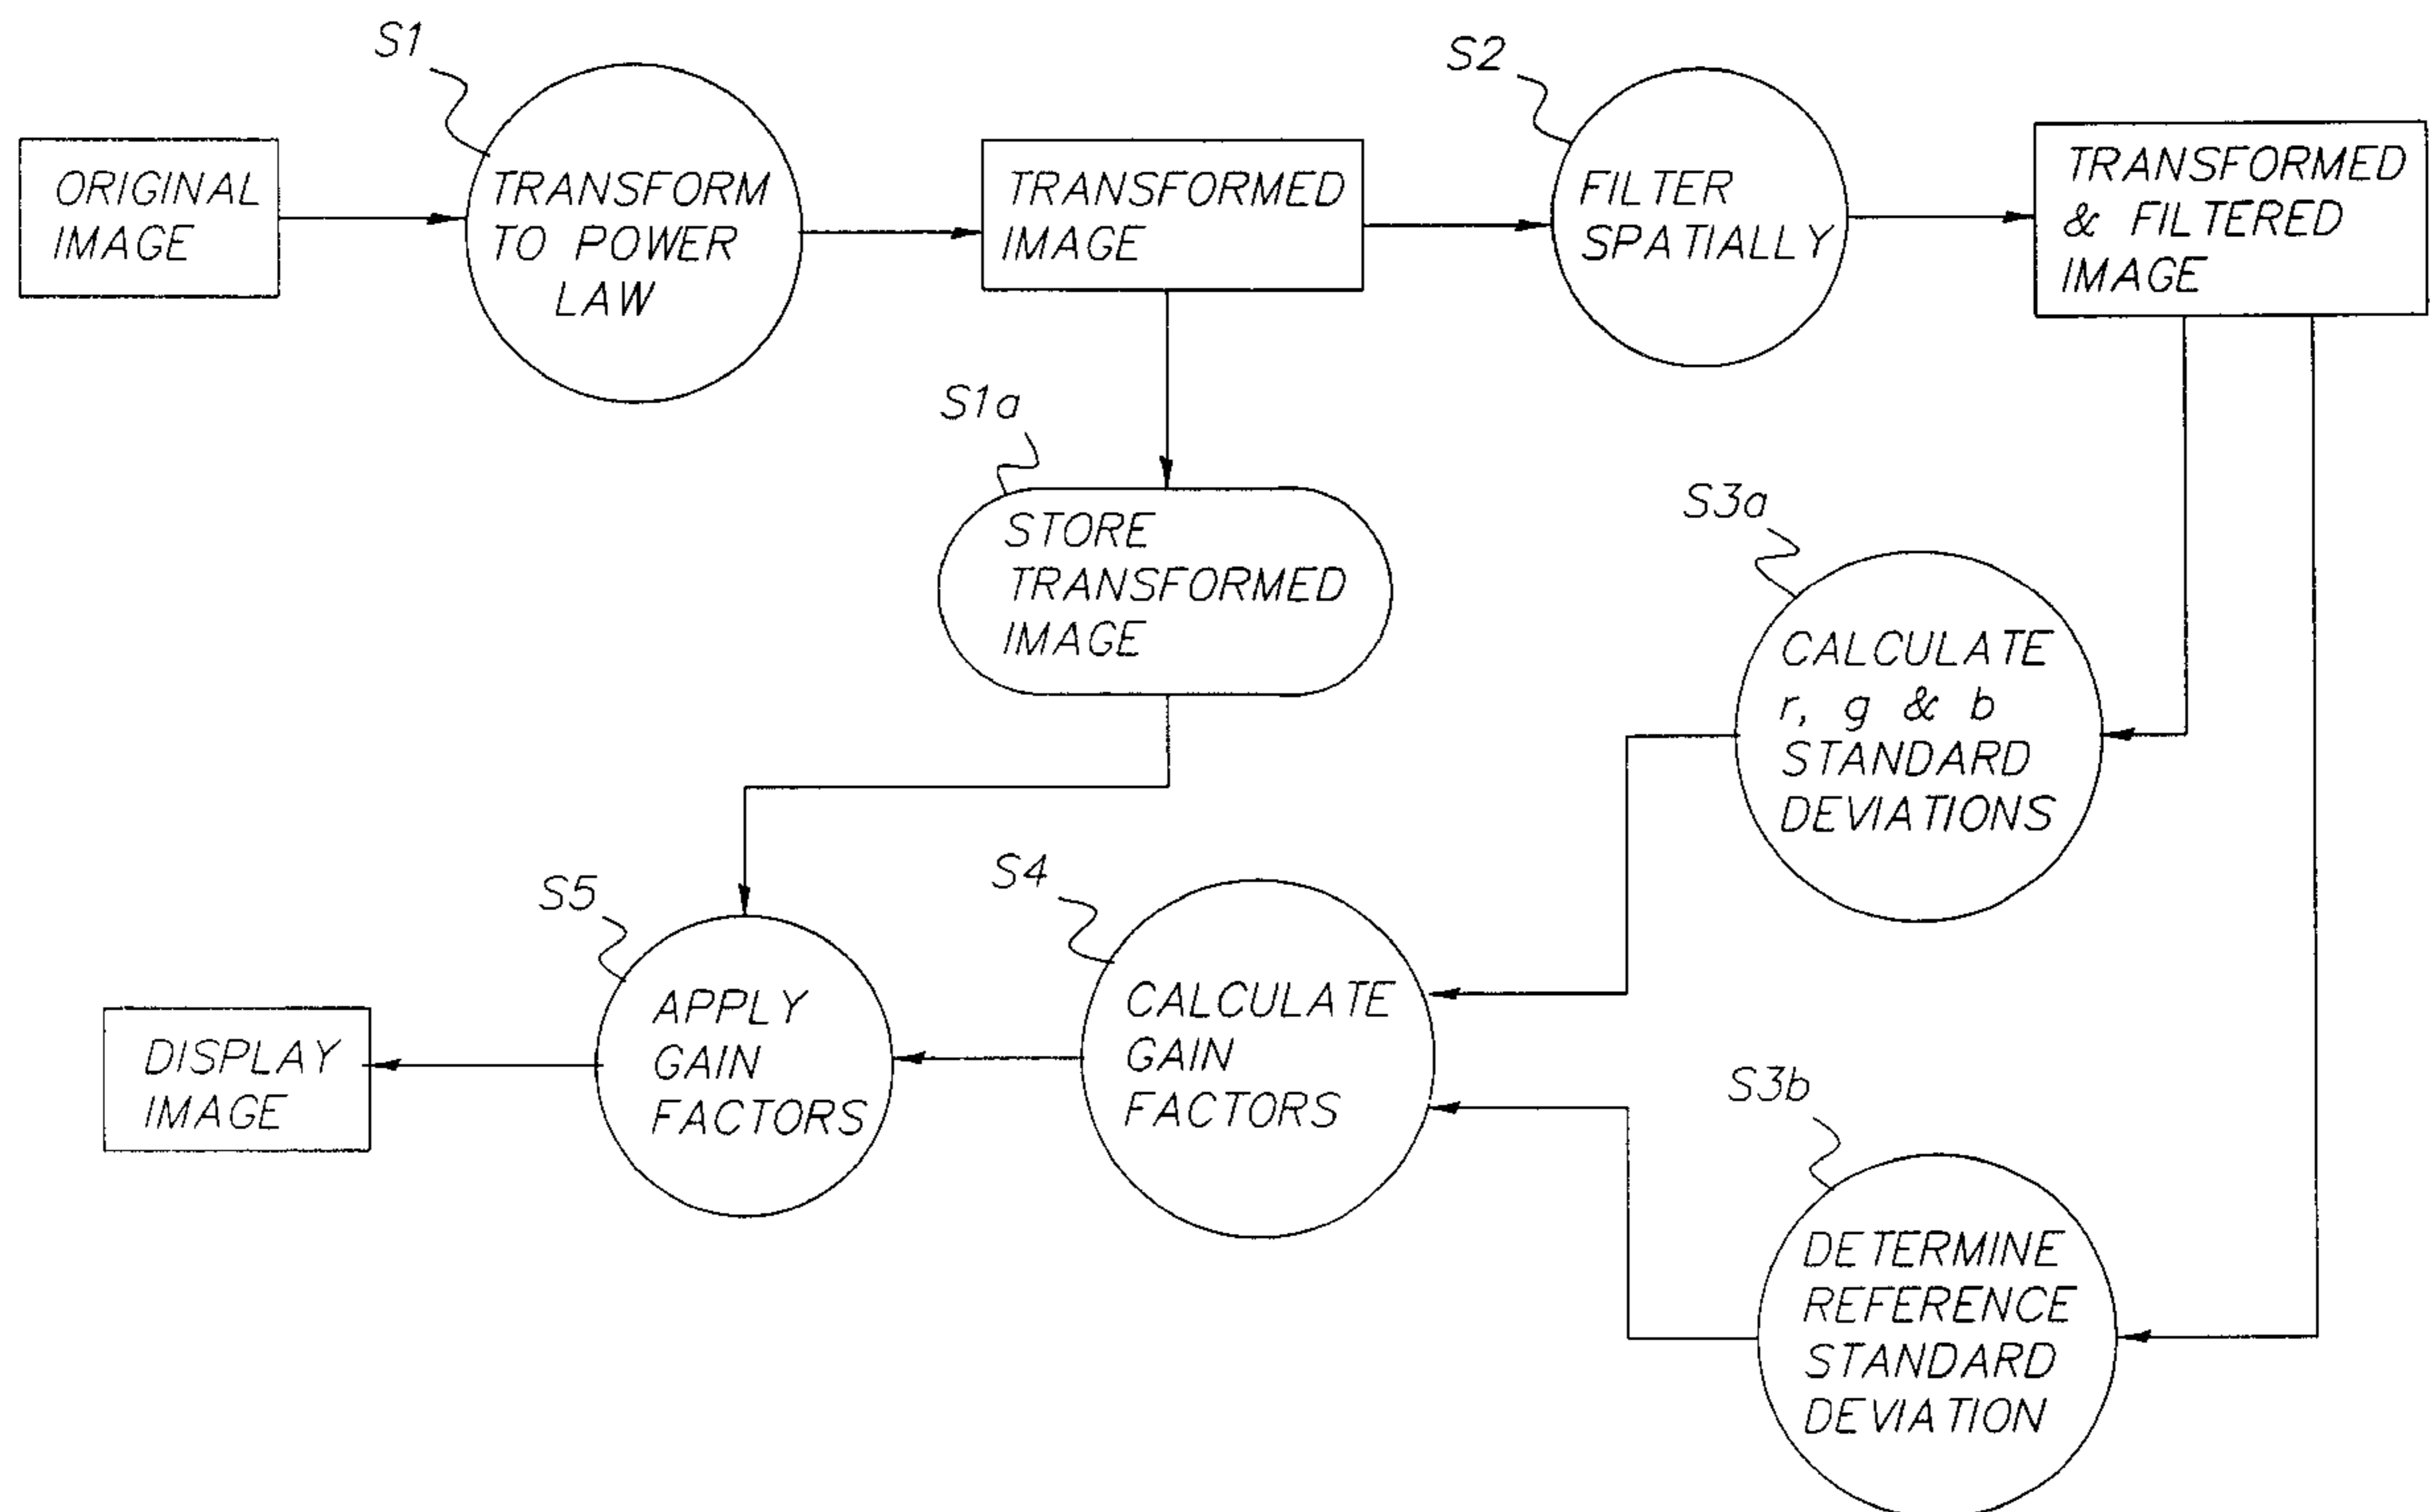 S1
S2
ORIGINAL
IMAGE
TRANSFORM
TO POWER
LAW
TRANSFORMED
IMAGE
FILTER
SPATIALLY
TRANSFORMED
& FILTERED
IMAGE
S1a
STORE
TRANSFORMED
IMAGE
S3a
CALCULATE
r, g & b
STANDARD
DEVIATIONS
S5
S4
DISPLAY
IMAGE
APPLY
GAIN
FACTORS
CALCULATE
GAIN
FACTORS
S3b
DETERMINE
REFERENCE
STANDARD
DEVIATION